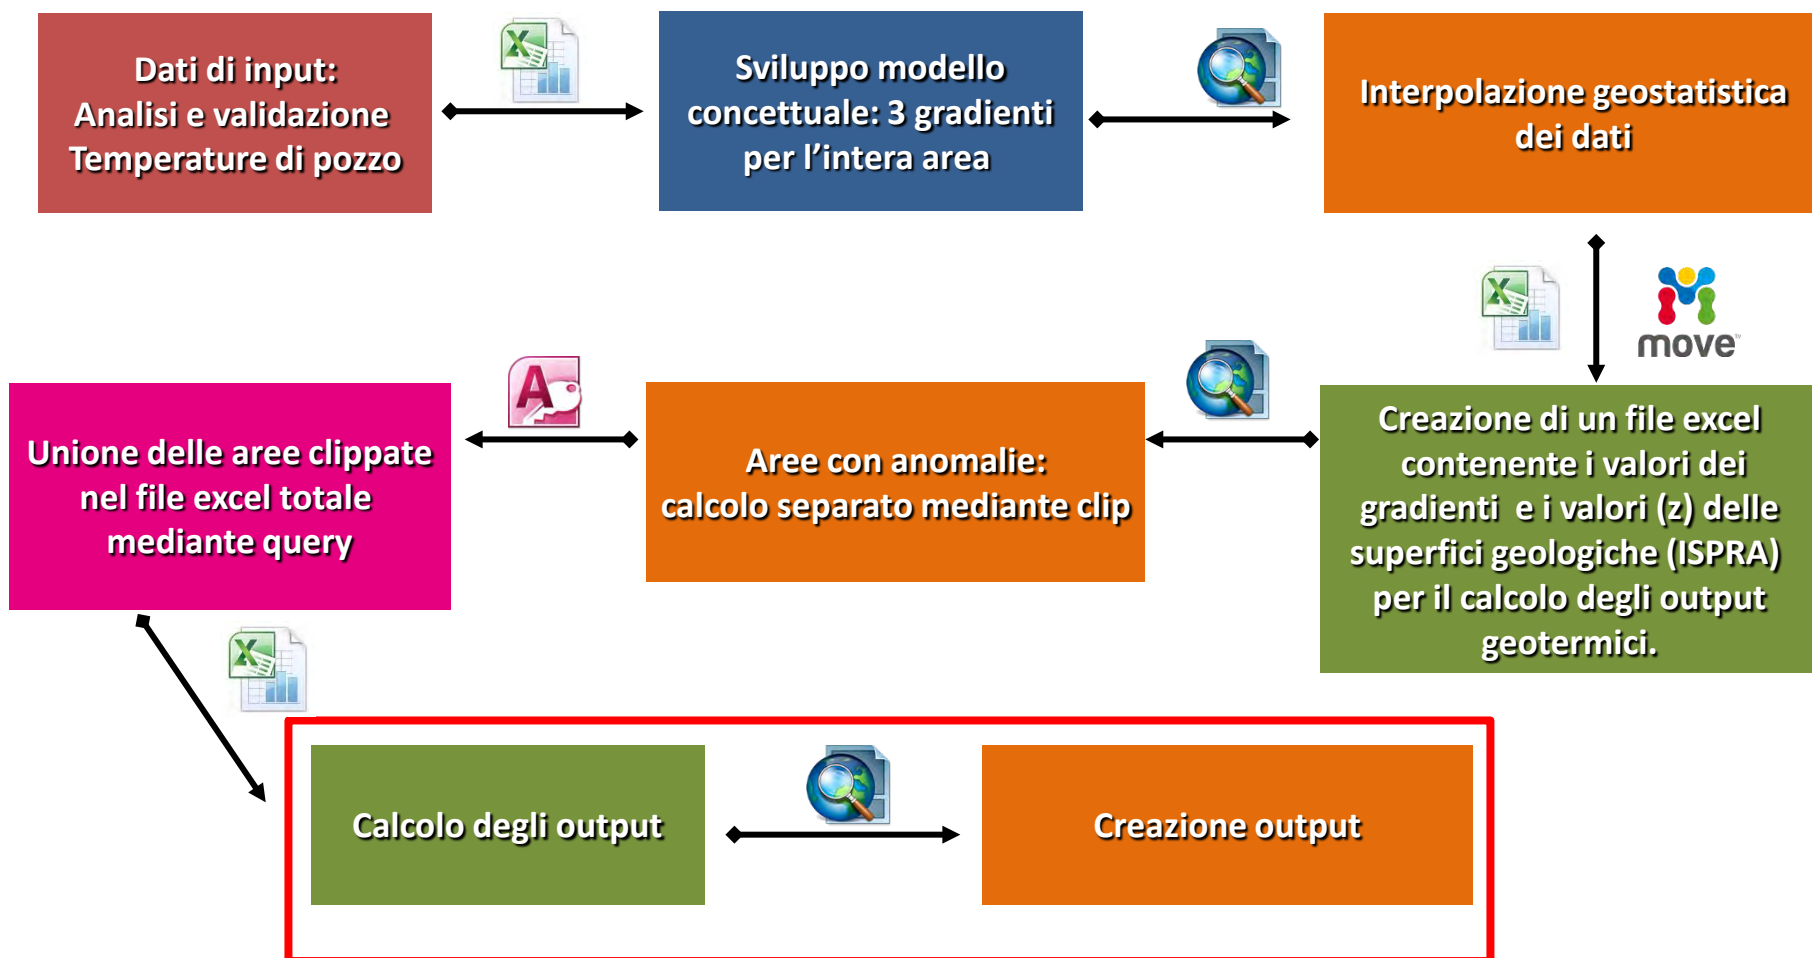 Dati di input:
Analisi e validazione
Temperature di pozzo
Sviluppo modello
concettuale: 3 gradienti
per l’intera area
Interpolazione geostatistica
dei dati
move
Creazione di un file excel
contenente i valori dei
gradienti e i valori (z) delle
superfici geologiche (ISPRA)
per il calcolo degli output
geotermici.
Aree con anomalie:
calcolo separato mediante clip
Unione delle aree clippate
nel file excel totale
mediante query
Calcolo degli output
Creazione output